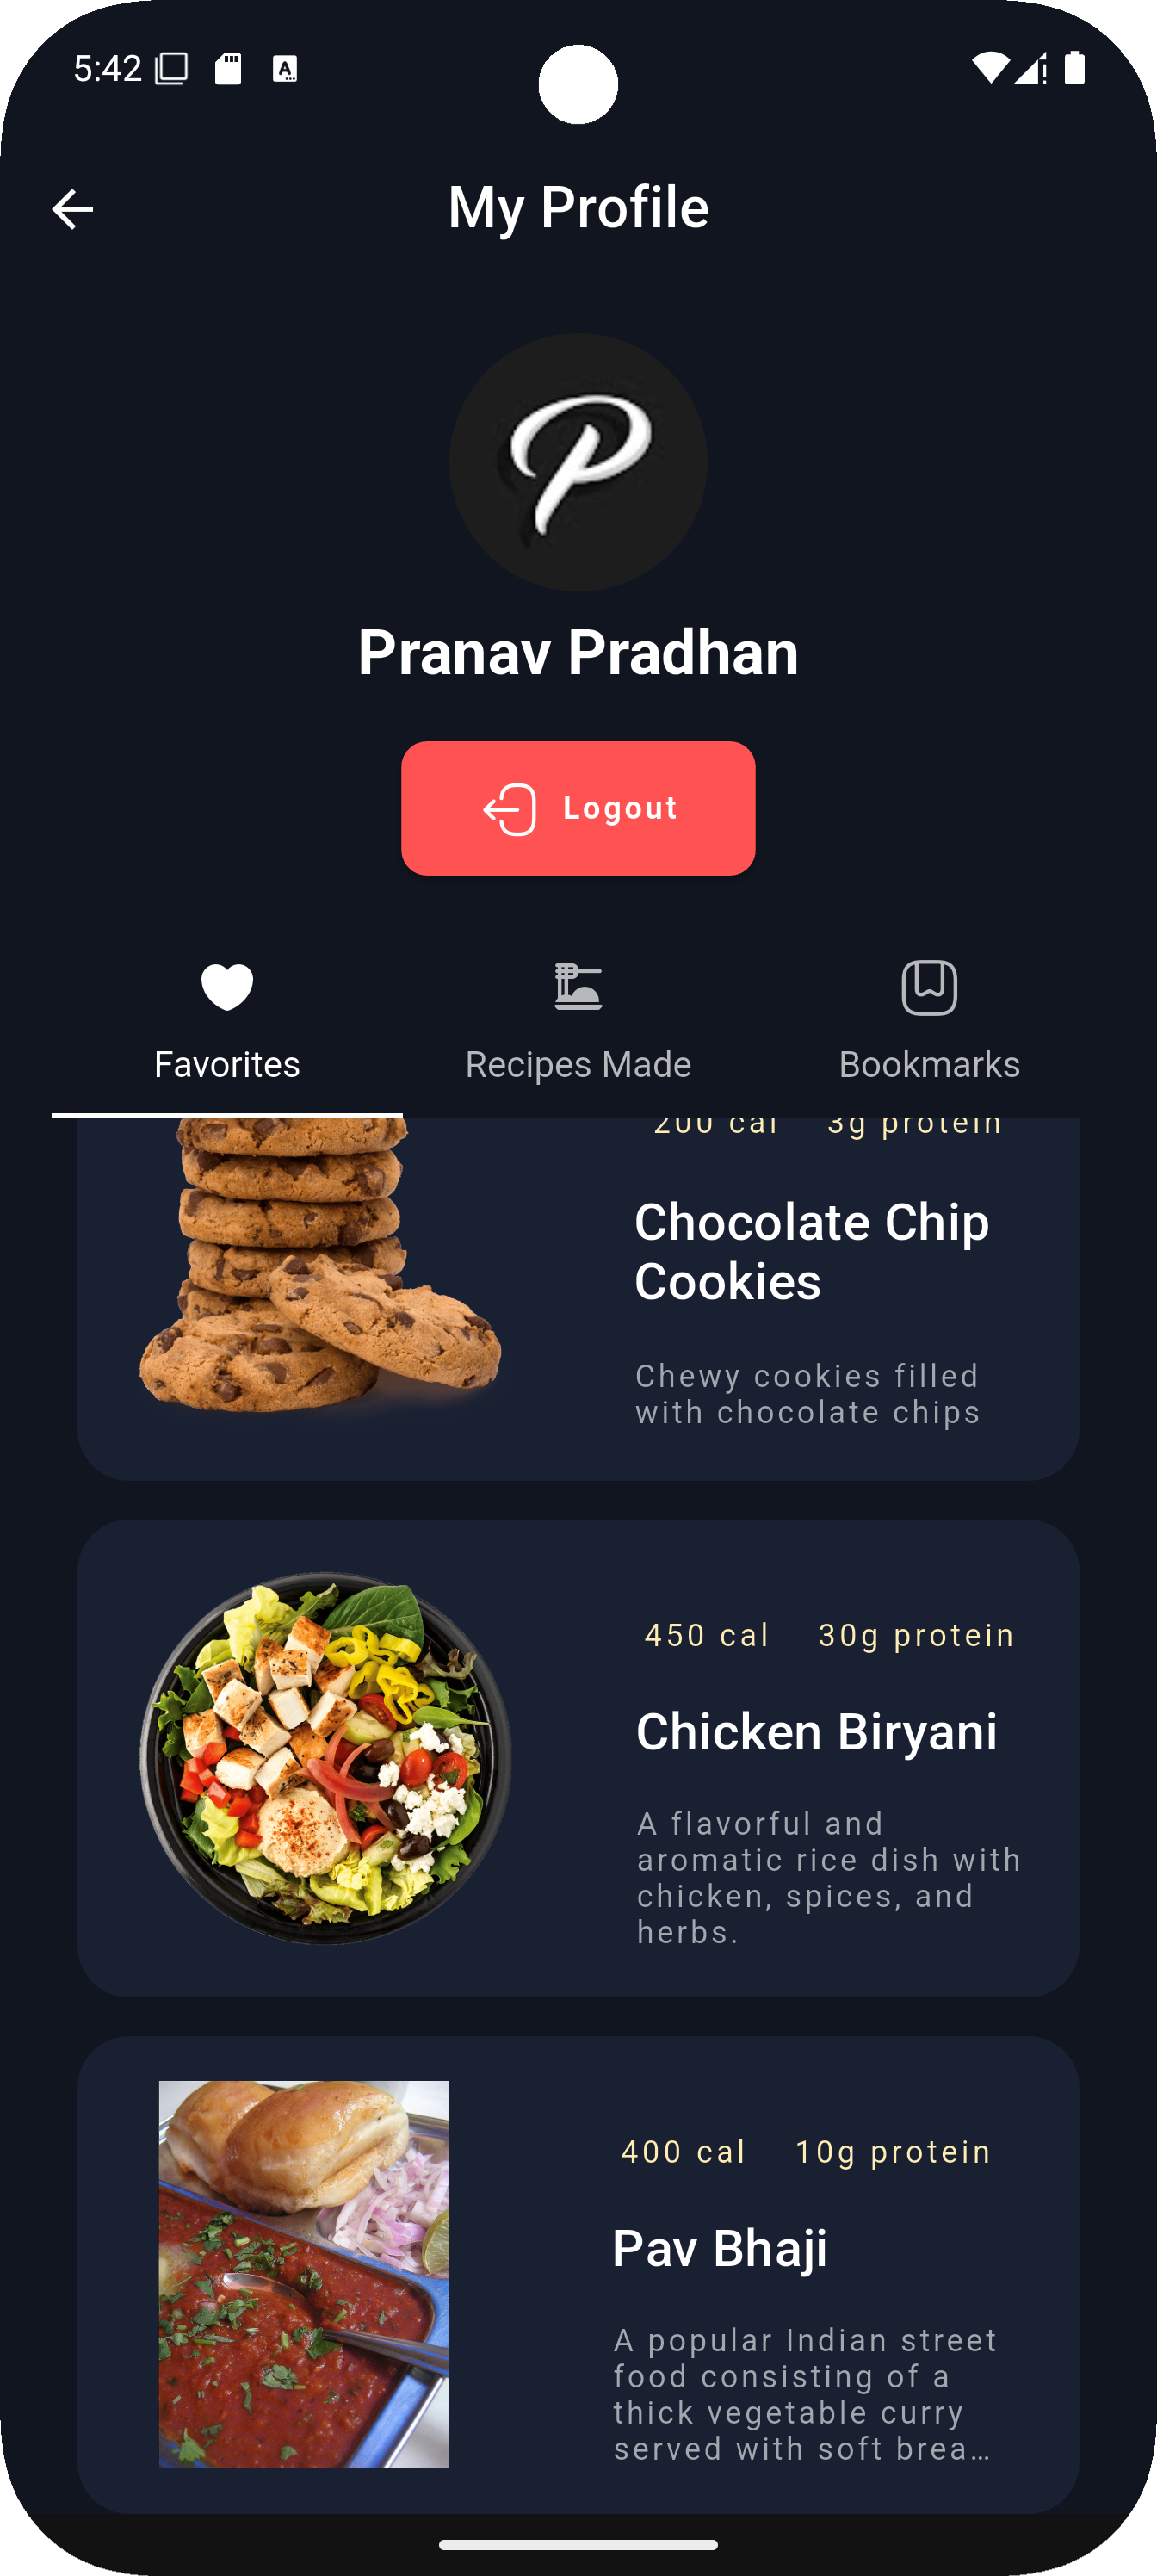 5:42
My Profile
P
Pranav Pradhan
Logout
Favorites
Recipes Made
Bookmarks
200 cal 3g protein
Chocolate Chip
Cookies
Chewy cookies filled
with chocolate chips
450 cal 30g protein
Chicken Biryani
A flavorful and
aromatic rice dish with
chicken, spices, and
herbs.
400 cal 10g protein
Pav Bhaji
A popular Indian street
food consisting of a
thick vegetable curry
served with soft brea...